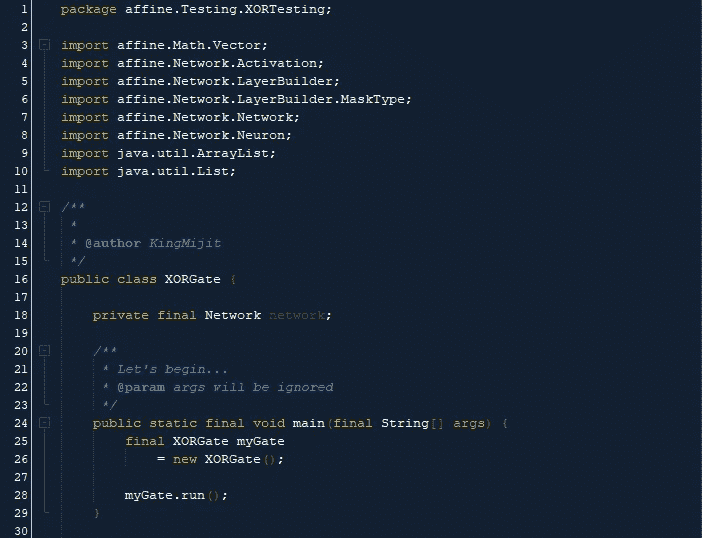 1 package affine.Testing.XORTesting;
2
3 import affine.Math.Vector;
4 import affine.Network.Activation;
5 import affine.Network.LayerBuilder;
6 import affine.Network.LayerBuilder.MaskType;
7 import affine.Network.Network;
8 import affine.Network.Neuron;
9 import java.util.ArrayList;
10 import java.util.List;
11
12 /**
13  *
14  * @author KingMijit
15  */
16 public class XORGate {
17
18     private final Network network;
19
20     /**
21      * Let's begin...
22      * @param args will be ignored
23      */
24     public static final void main(final String[] args) {
25         final XORGate myGate
26             = new XORGate();
27
28         myGate.run();
29     }
30